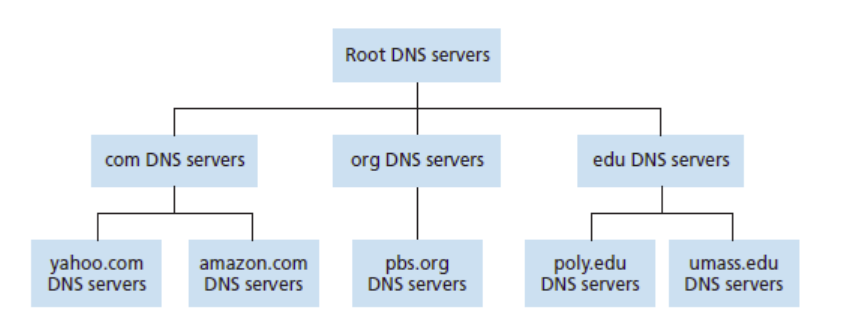 Root DNS servers
com DNS servers
org DNS servers
edu DNS servers
yahoo.com
DNS servers
amazon.com
DNS servers
pbs.org
DNS servers
poly.edu
DNS servers
umass.edu
DNS servers